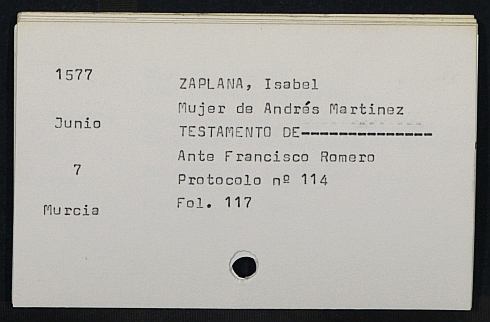 1577
ZAPLANA, Isabel
Mujer de Andrés Martinez
Junio
TESTAMENTO DE---------------
Ante Francisco Romero
7
Protocolo nº 114
Murcia
Fol. 117